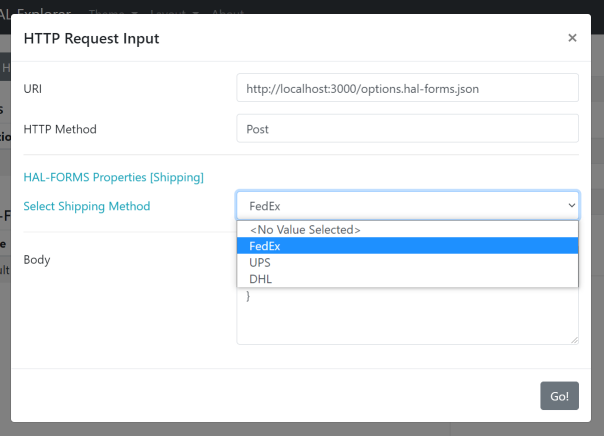 HAL Explorer Theme Layout About
HTTP Request Input ×
URI http://localhost:3000/options.hal-forms.json
HTTP Method Post
HAL-FORMS Properties [Shipping]
Select Shipping Method FedEx
<No Value Selected>
FedEx
UPS
DHL
Body
}
Go!